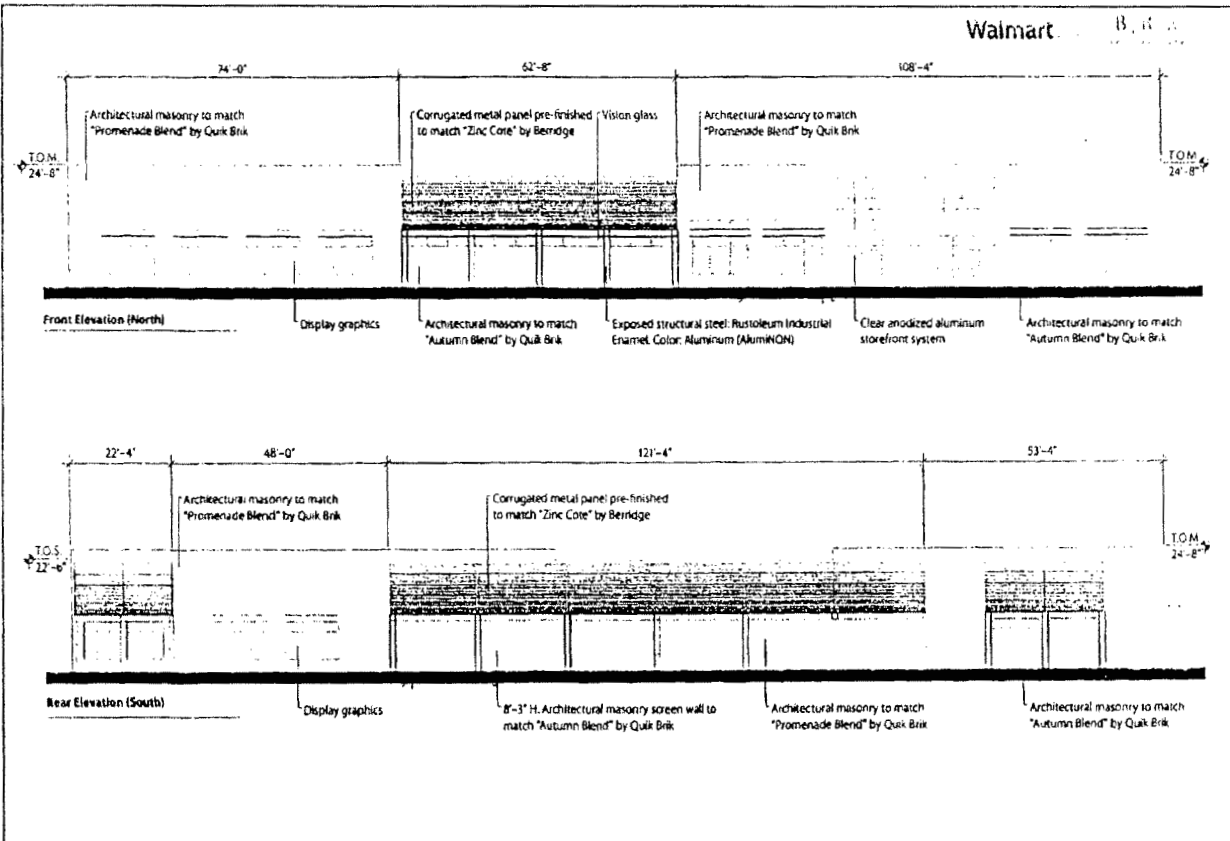 Walmart
74'-0" 62'-8" 108'-4"
Architectural masonry to match
"Promenade Blend" by Quik Brik
Corrugated metal panel pre-finished
to match "Zinc Cote" by Berridge
Vision glass
Architectural masonry to match
"Promenade Blend" by Quik Brik
T.O.M.
24'-8"
T.O.M.
24'-8"
Front Elevation (North)
Display graphics
Architectural masonry to match
"Autumn Blend" by Quik Brik
Exposed structural steel: Rustoleum Industrial
Enamel Color: Aluminum (AlumiNON)
Clear anodized aluminum
storefront system
Architectural masonry to match
"Autumn Blend" by Quik Brik
22'-4" 48'-0" 121'-4" 53'-4"
Architectural masonry to match
"Promenade Blend" by Quik Brik
Corrugated metal panel pre-finished
to match "Zinc Cote" by Berridge
T.O.S.
22'-6"
T.O.M.
24'-8"
Rear Elevation (South)
Display graphics
8'-3" H. Architectural masonry screen wall to
match "Autumn Blend" by Quik Brik
Architectural masonry to match
"Promenade Blend" by Quik Brik
Architectural masonry to match
"Autumn Blend" by Quik Brik